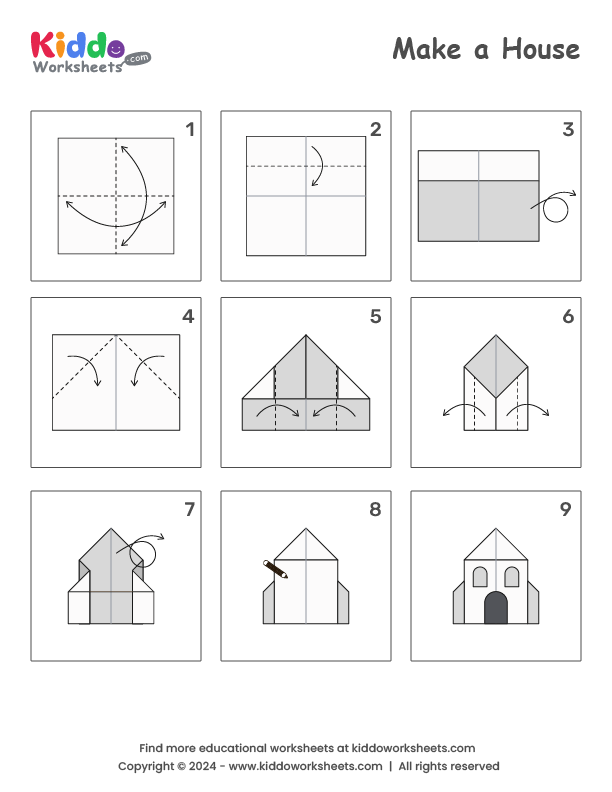 Kiddo
Worksheets .com
Make a House
1
2
3
4
5
6
7
8
9
Find more educational worksheets at kiddoworksheets.com
Copyright © 2024 - www.kiddoworksheets.com | All rights reserved